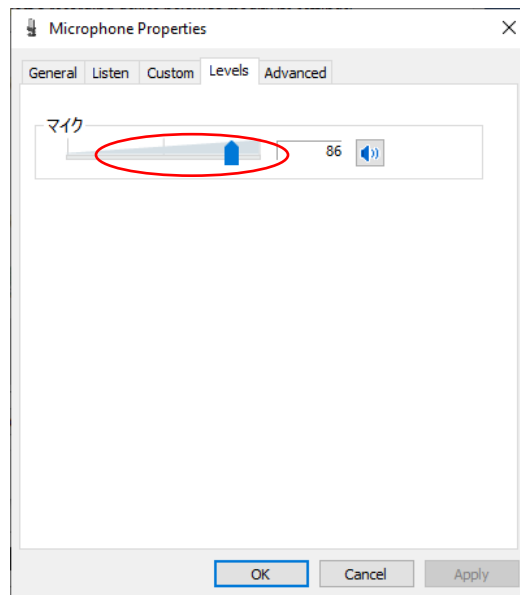 Microphone Properties
General Listen Custom Levels Advanced
マイク
86
OK Cancel Apply